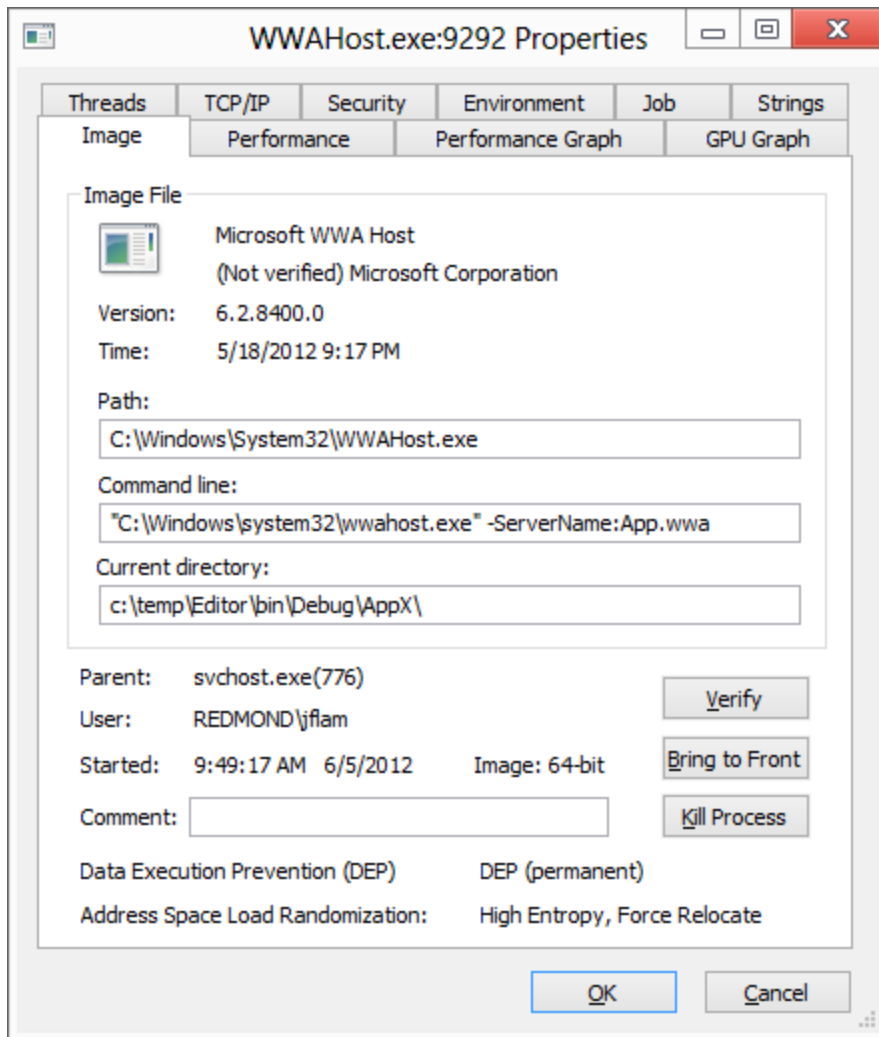 WWAHost.exe:9292 Properties
Threads TCP/IP Security Environment Job Strings
Image Performance Performance Graph GPU Graph
Image File
Microsoft WWA Host
(Not verified) Microsoft Corporation
Version: 6.2.8400.0
Time: 5/18/2012 9:17 PM
Path:
C:\Windows\System32\WWAHost.exe
Command line:
"C:\Windows\system32\wwahost.exe" -ServerName:App.wwa
Current directory:
c:\temp\Editor\bin\Debug\AppX\
Parent: svchost.exe(776)
Verify
User: REDMOND\jflam
Started: 9:49:17 AM 6/5/2012 Image: 64-bit Bring to Front
Comment: Kill Process
Data Execution Prevention (DEP) DEP (permanent)
Address Space Load Randomization: High Entropy, Force Relocate
OK Cancel